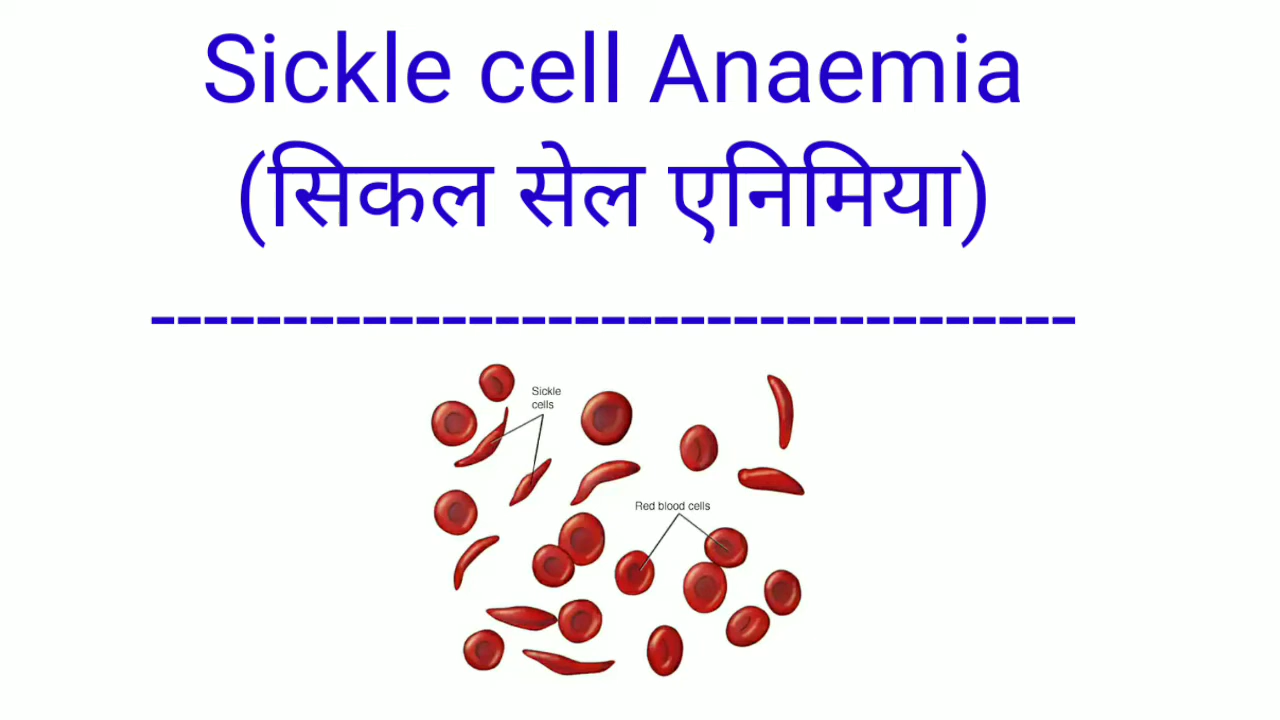 Sickle cell Anaemia
(सिकल सेल एनिमिया)
-----------------------------------
Sickle
cells
Red blood cells